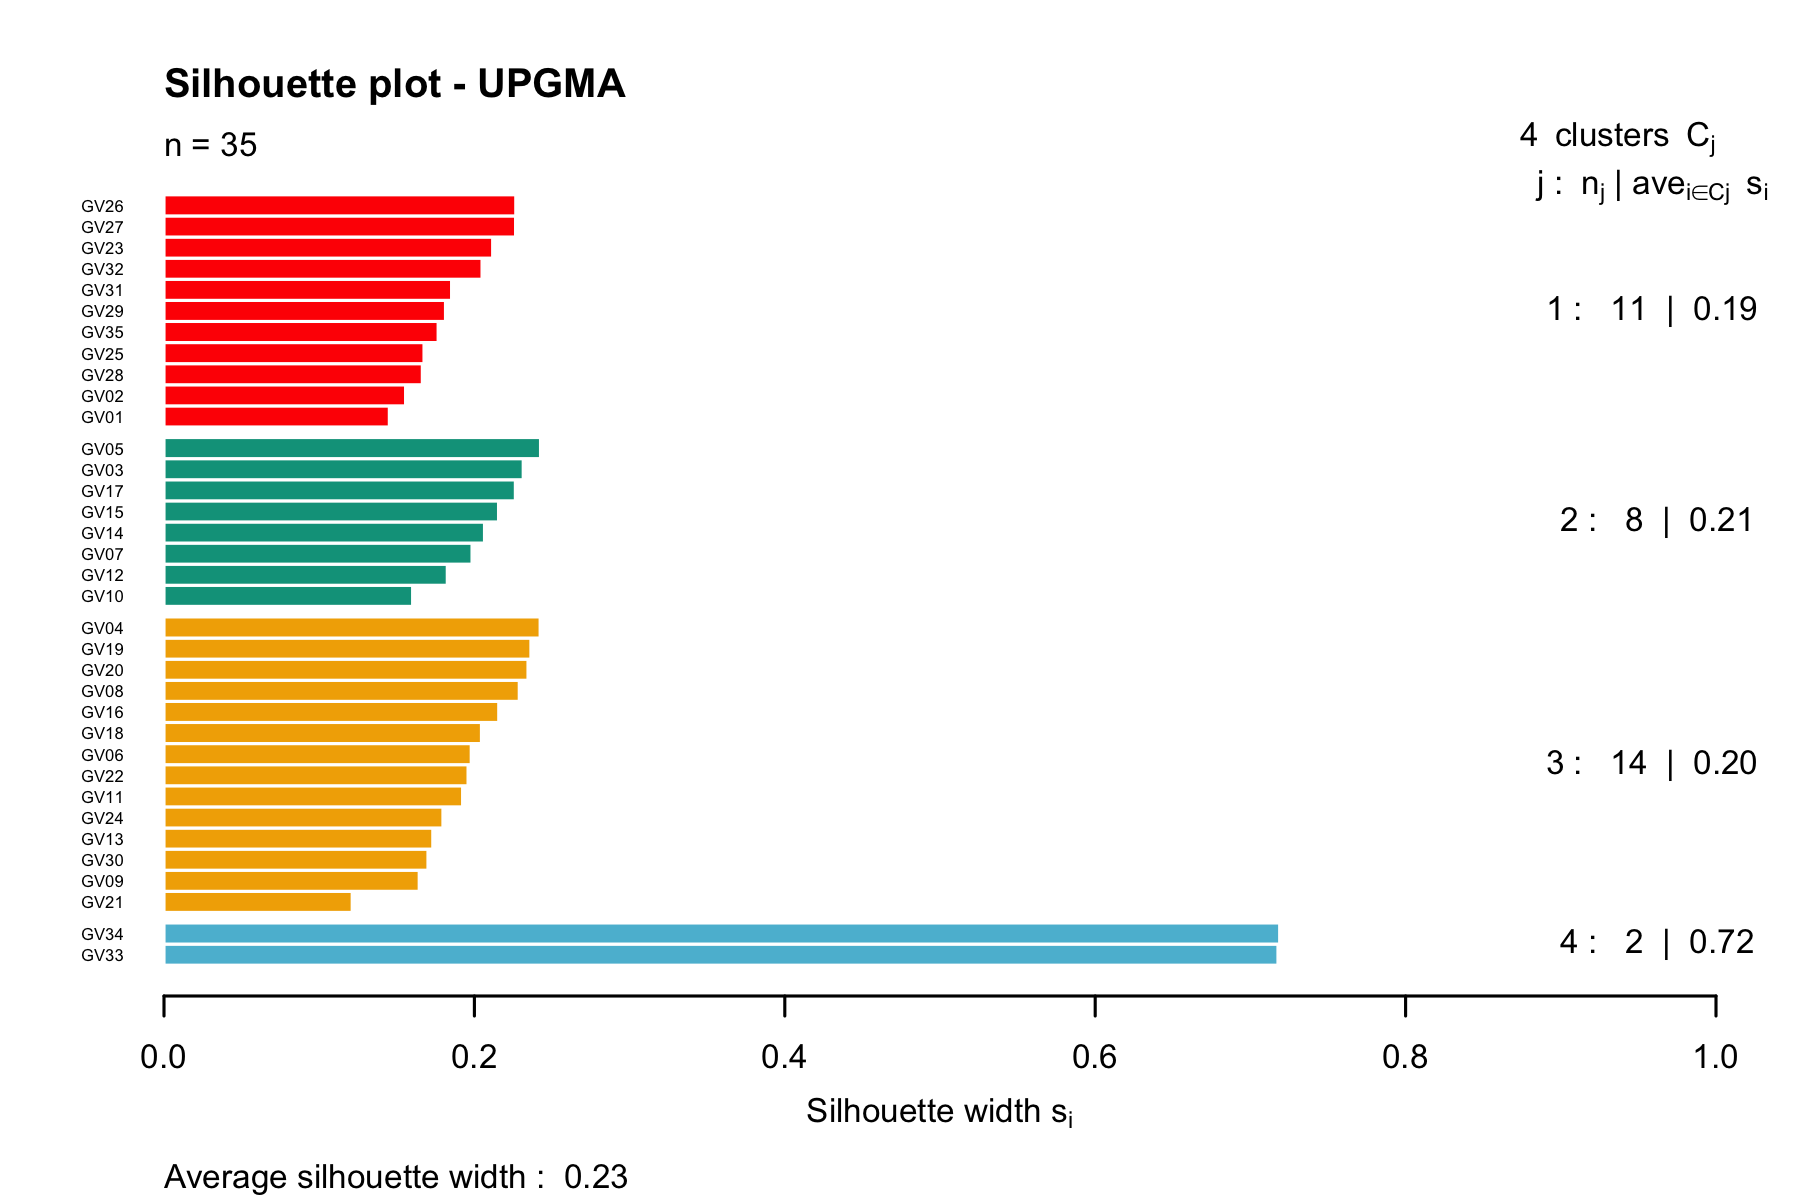 Silhouette plot - UPGMA
n = 35
4 clusters Cj
j : nj | avei∈Cj si
GV26
GV27
GV23
GV32
GV31
GV29
GV35
GV25
GV28
GV02
GV01
1 : 11 | 0.19
GV05
GV03
GV17
GV15
GV14
GV07
GV12
GV10
2 : 8 | 0.21
GV04
GV19
GV20
GV08
GV16
GV18
GV06
GV22
GV11
GV24
GV13
GV30
GV09
GV21
3 : 14 | 0.20
GV34
GV33
4 : 2 | 0.72
0.0 0.2 0.4 0.6 0.8 1.0
Silhouette width si
Average silhouette width : 0.23